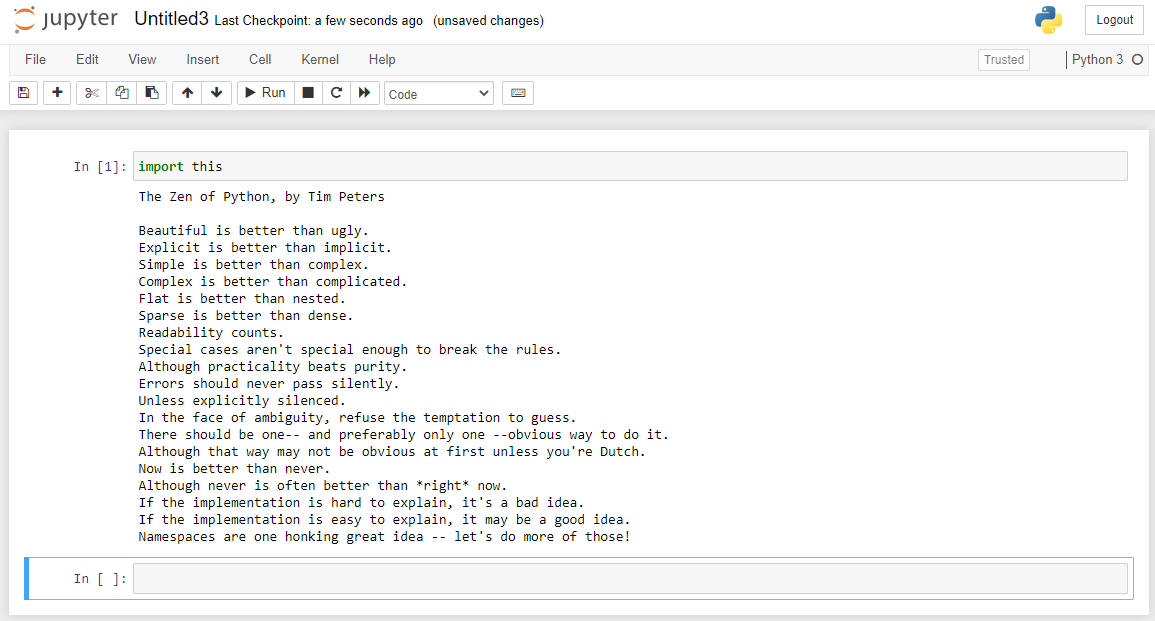 jupyter Untitled3 Last Checkpoint: a few seconds ago (unsaved changes) Logout
File Edit View Insert Cell Kernel Help Trusted Python 3
Run Code
In [1]: import this
The Zen of Python, by Tim Peters
Beautiful is better than ugly.
Explicit is better than implicit.
Simple is better than complex.
Complex is better than complicated.
Flat is better than nested.
Sparse is better than dense.
Readability counts.
Special cases aren't special enough to break the rules.
Although practicality beats purity.
Errors should never pass silently.
Unless explicitly silenced.
In the face of ambiguity, refuse the temptation to guess.
There should be one-- and preferably only one --obvious way to do it.
Although that way may not be obvious at first unless you're Dutch.
Now is better than never.
Although never is often better than *right* now.
If the implementation is hard to explain, it's a bad idea.
If the implementation is easy to explain, it may be a good idea.
Namespaces are one honking great idea -- let's do more of those!
In [ ]: